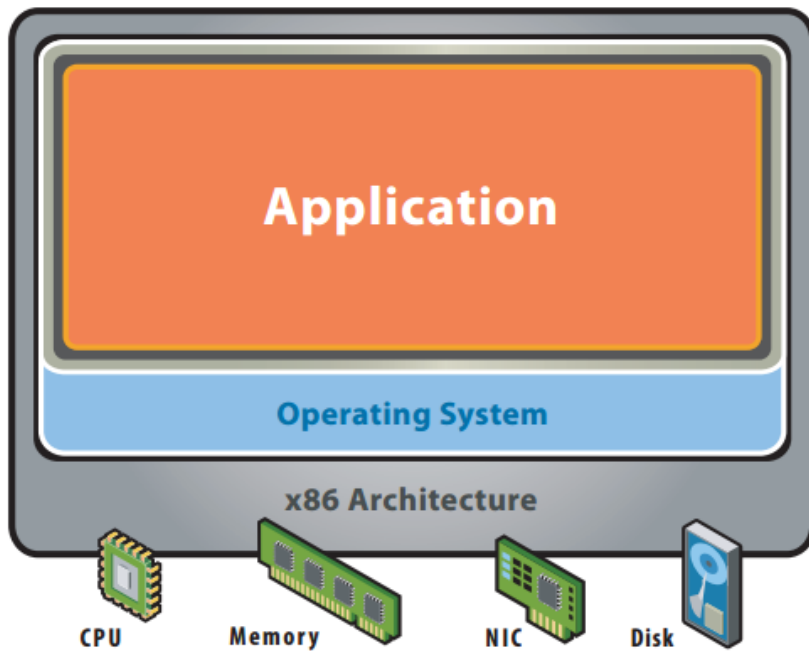 Application
Operating System
x86 Architecture
CPU Memory NIC Disk